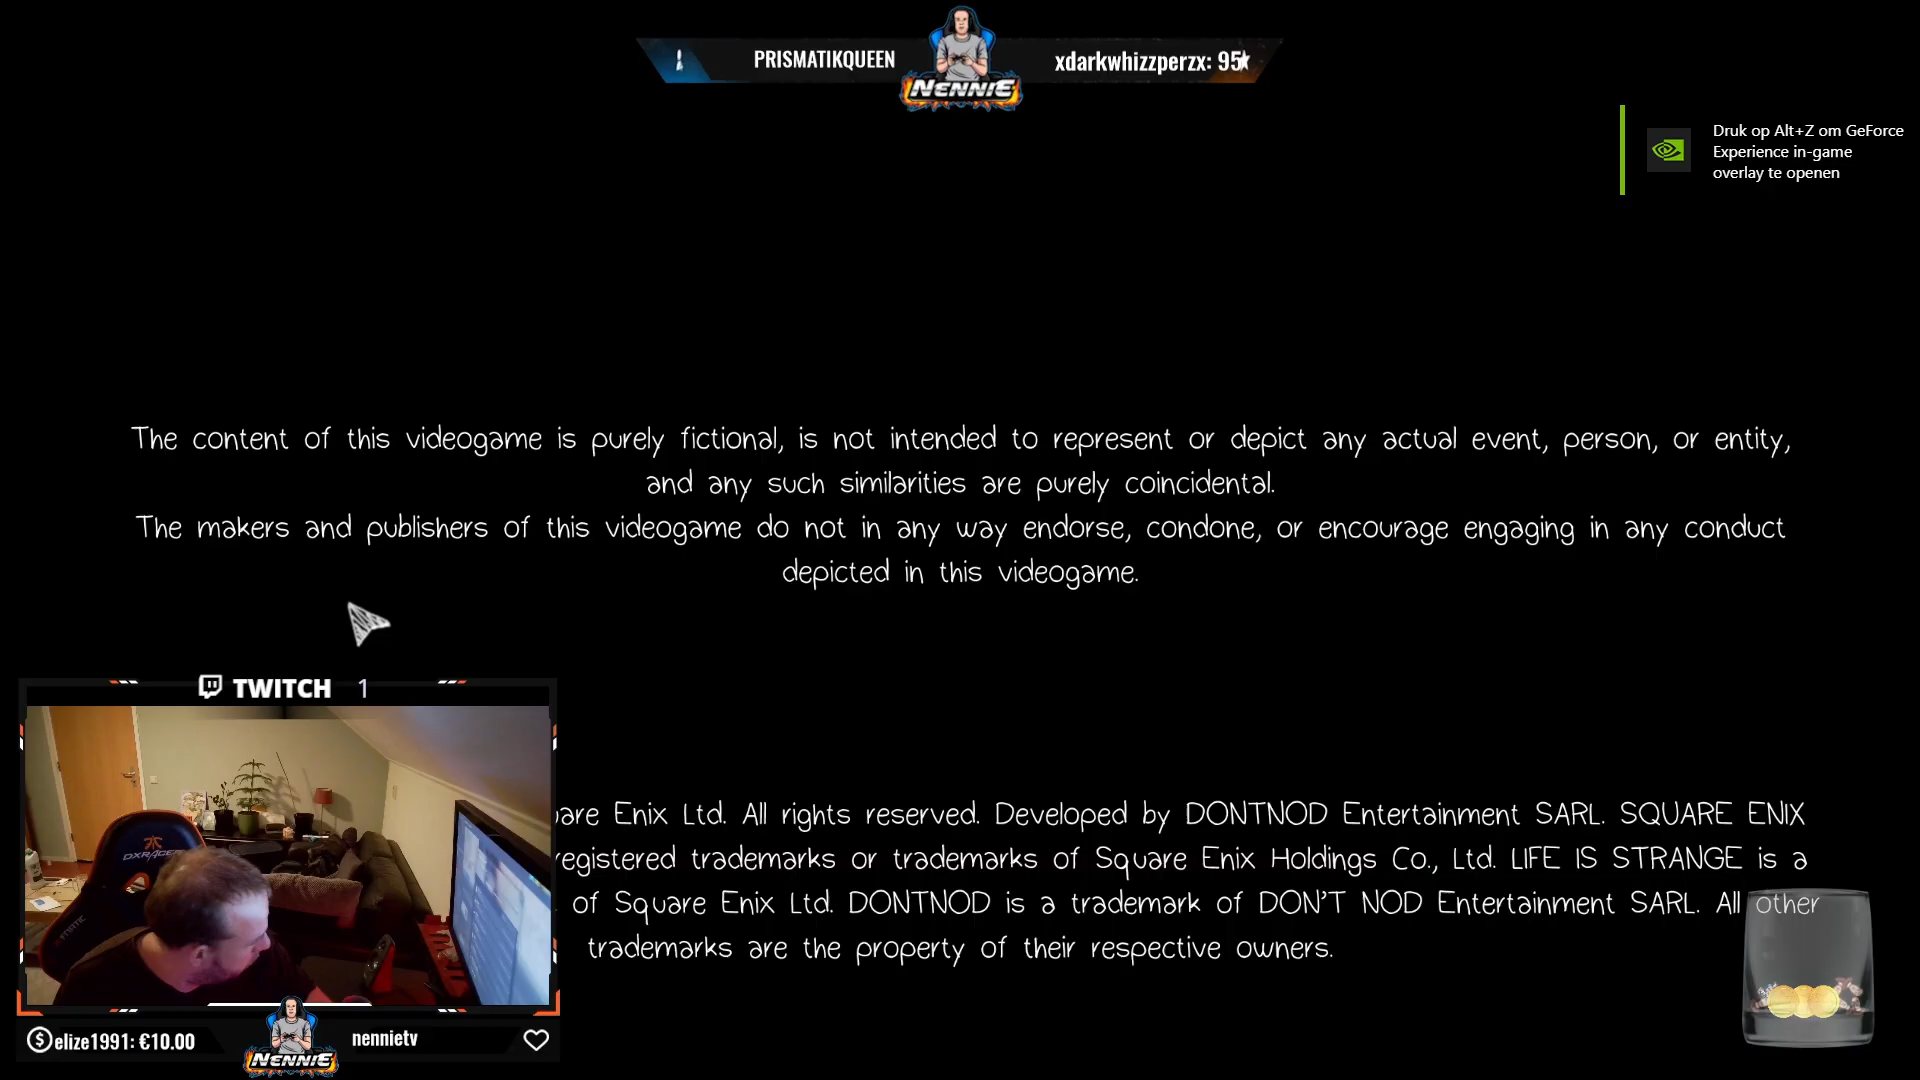 PRISMATIKQUEEN
xdarkwhizzperzx: 95
NENNIE
Druk op Alt+Z om GeForce
Experience in-game
overlay te openen
The content of this videogame is purely fictional, is not intended to represent or depict any actual event, person, or entity,
and any such similarities are purely coincidental.
The makers and publishers of this videogame do not in any way endorse, condone, or encourage engaging in any conduct
depicted in this videogame.
TWITCH 1
Enix Ltd. All rights reserved. Developed by DONTNOD Entertainment SARL. SQUARE ENIX
registered trademarks or trademarks of Square Enix Holdings Co., Ltd. LIFE IS STRANGE is a
of Square Enix Ltd. DONTNOD is a trademark of DON'T NOD Entertainment SARL. All other
trademarks are the property of their respective owners.
DXRACER
FNATIC
elize1991: €10.00
NENNIE
nennietv